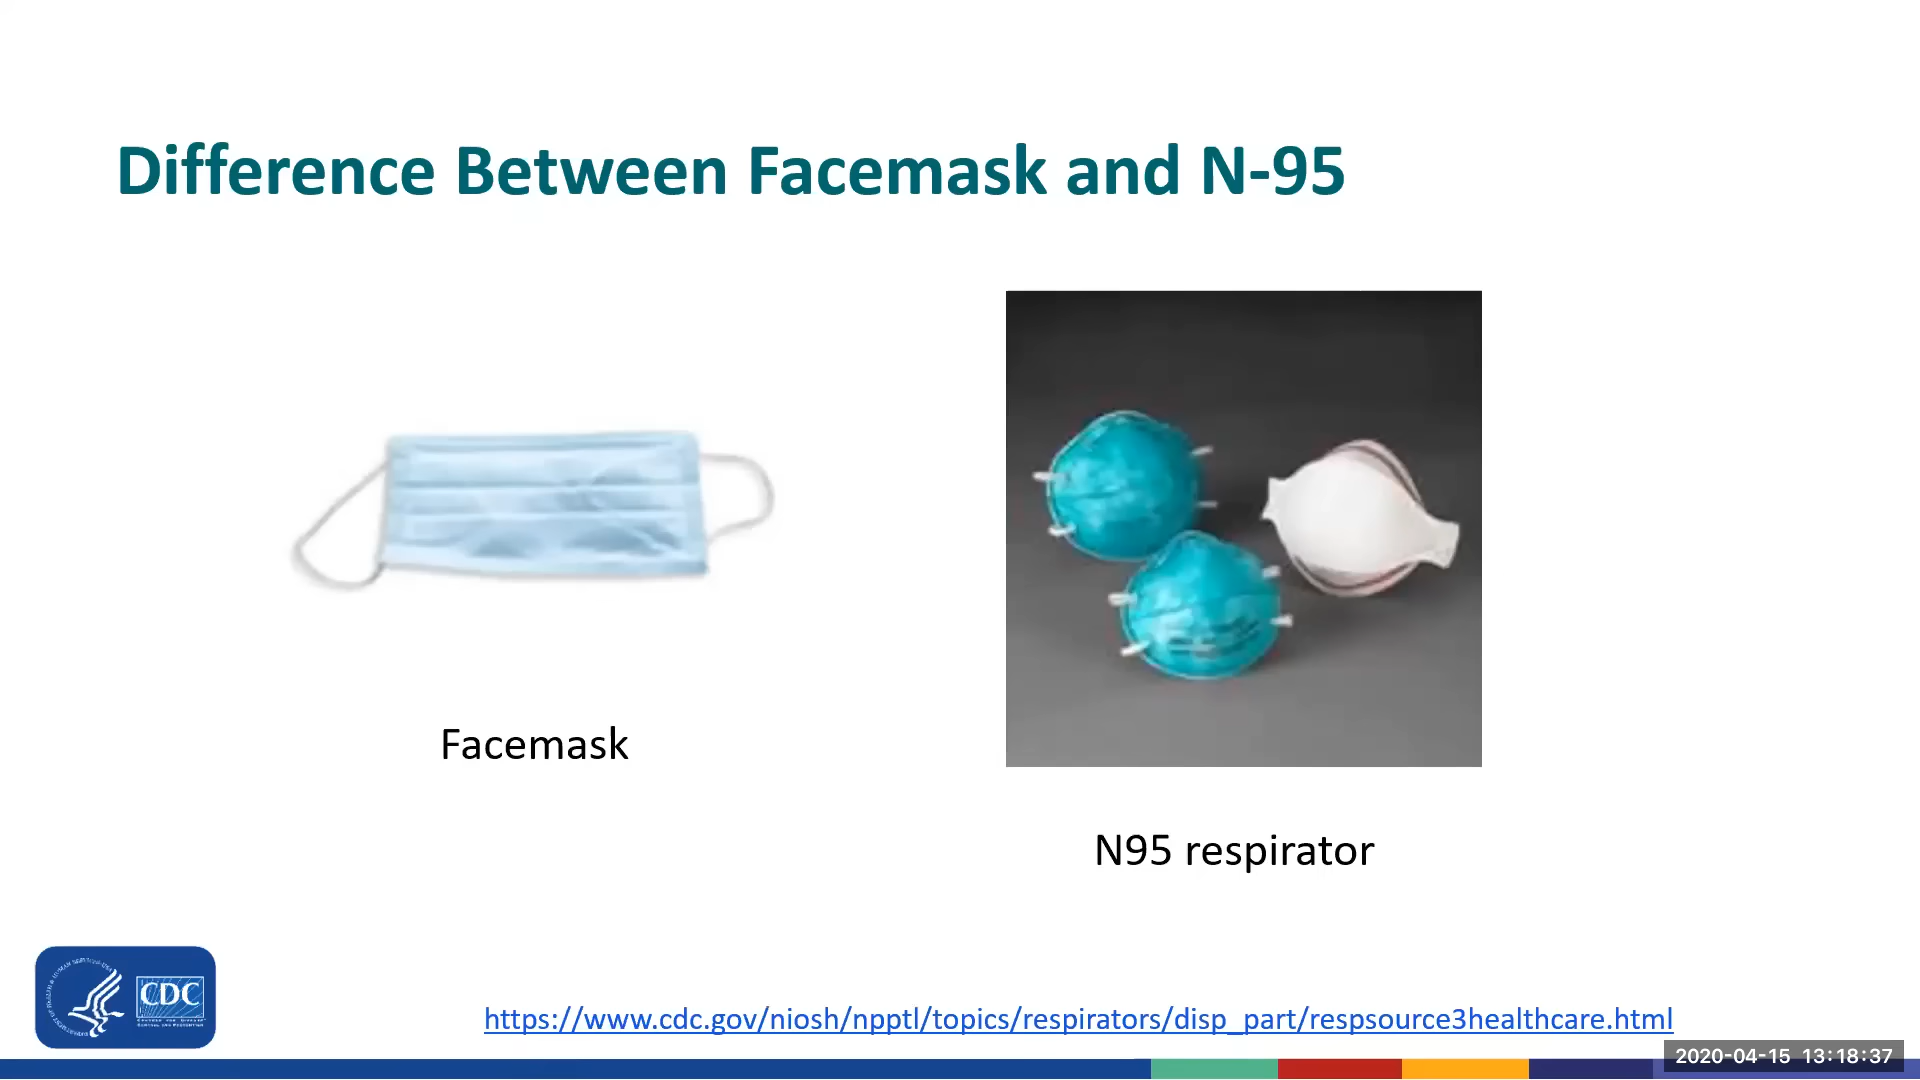 Difference Between Facemask and N-95
Facemask
N95 respirator
CDC
https://www.cdc.gov/niosh/npptl/topics/respirators/disp_part/respsource3healthcare.html
2020-04-15 13:18:37